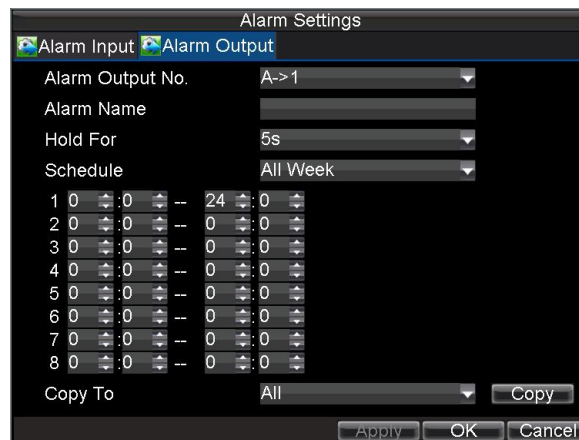 Alarm Settings
Alarm Input Alarm Output
Alarm Output No. A->1
Alarm Name
Hold For 5s
Schedule All Week
1 0 :0 -- 24 :0
2 0 :0 -- 0 :0
3 0 :0 -- 0 :0
4 0 :0 -- 0 :0
5 0 :0 -- 0 :0
6 0 :0 -- 0 :0
7 0 :0 -- 0 :0
8 0 :0 -- 0 :0
Copy To All Copy
Apply OK Cancel